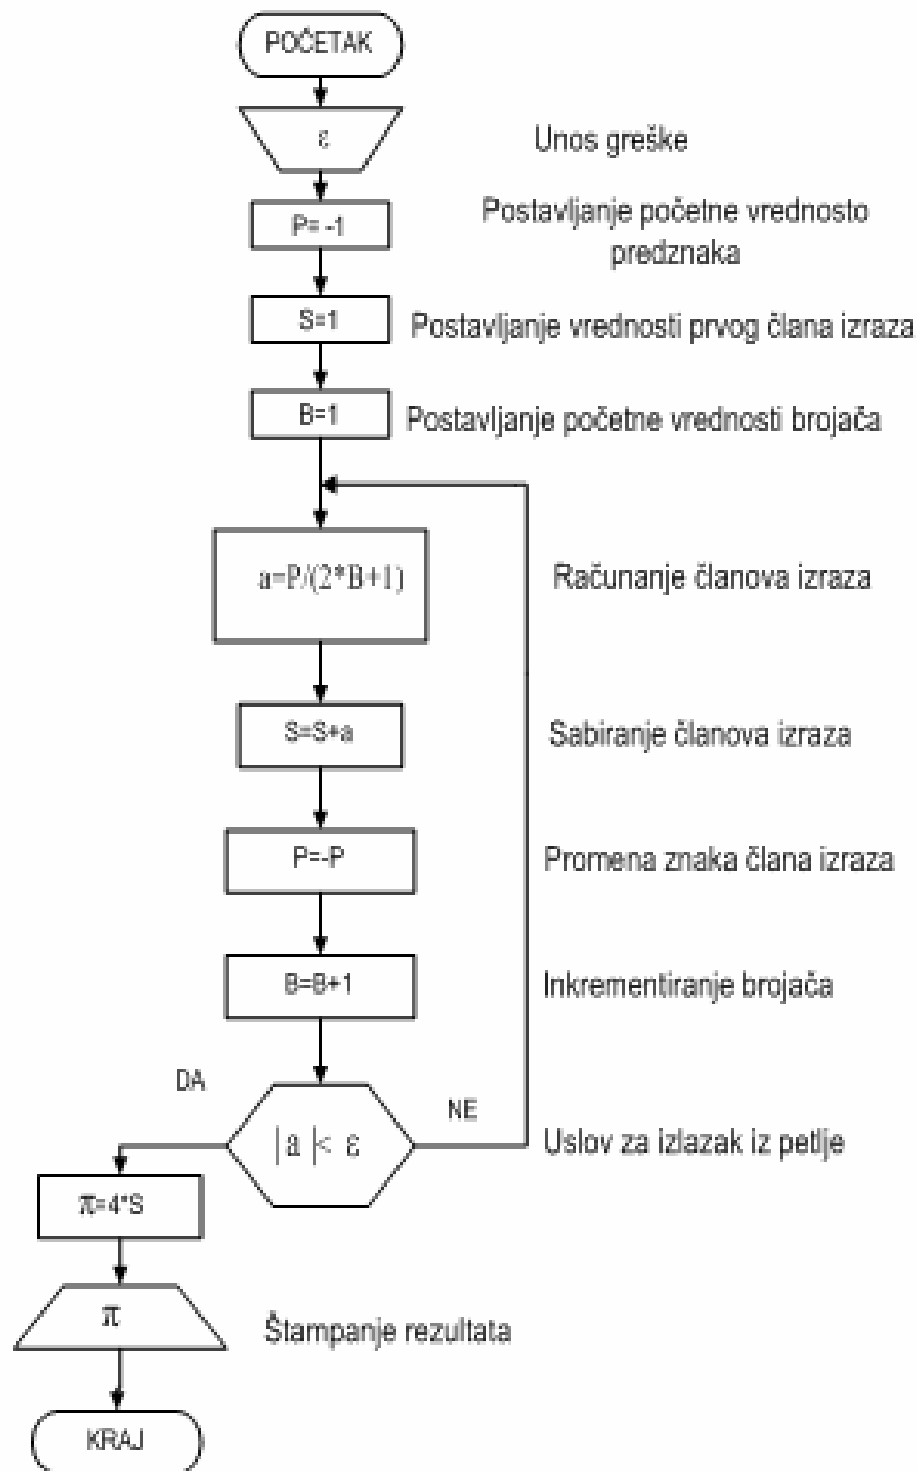 POČETAK
ε
Unos greške
P= -1
Postavljanje početne vrednosto
predznaka
S=1
Postavljanje vrednosti prvog člana izraza
B=1
Postavljanje početne vrednosti brojača
a=P/(2*B+1)
Računanje članova izraza
S=S+a
Sabiranje članova izraza
P=-P
Promena znaka člana izraza
B=B+1
Inkrementiranje brojača
DA
NE
|a|< ε
Uslov za izlazak iz petlje
π=4*S
π
Štampanje rezultata
KRAJ